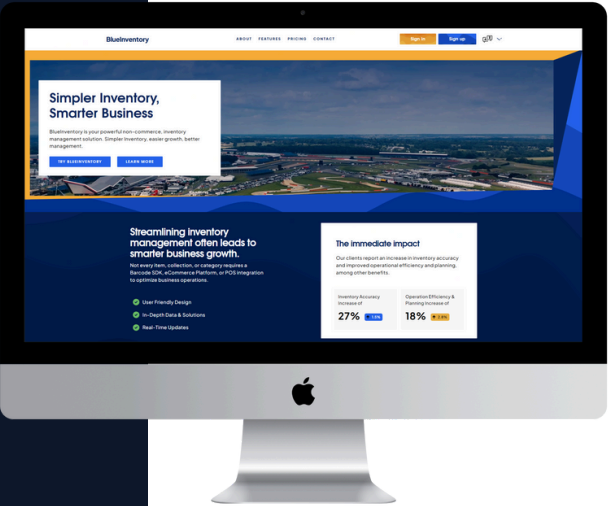 BlueInventory
ABOUT FEATURES PRICING CONTACT
Sign in Sign up
Simpler Inventory,
Smarter Business
BlueInventory is your powerful non-commerce, inventory
management solution. Simpler Inventory, easier growth, better
management.
TRY BLUEINVENTORY LEARN MORE
Streamlining inventory
management often leads to
smarter business growth.
Not every item, collection, or category requires a
Barcode SDK, eCommerce Platform, or POS integration
to optimize business operations.
User Friendly Design
In-Depth Data & Solutions
Real-Time Updates
The immediate impact
Our clients report an increase in inventory accuracy
and improved operational efficiency and planning,
among other benefits.
Inventory Accuracy
Increase of
27%
Operation Efficiency &
Planning Increase of
18%